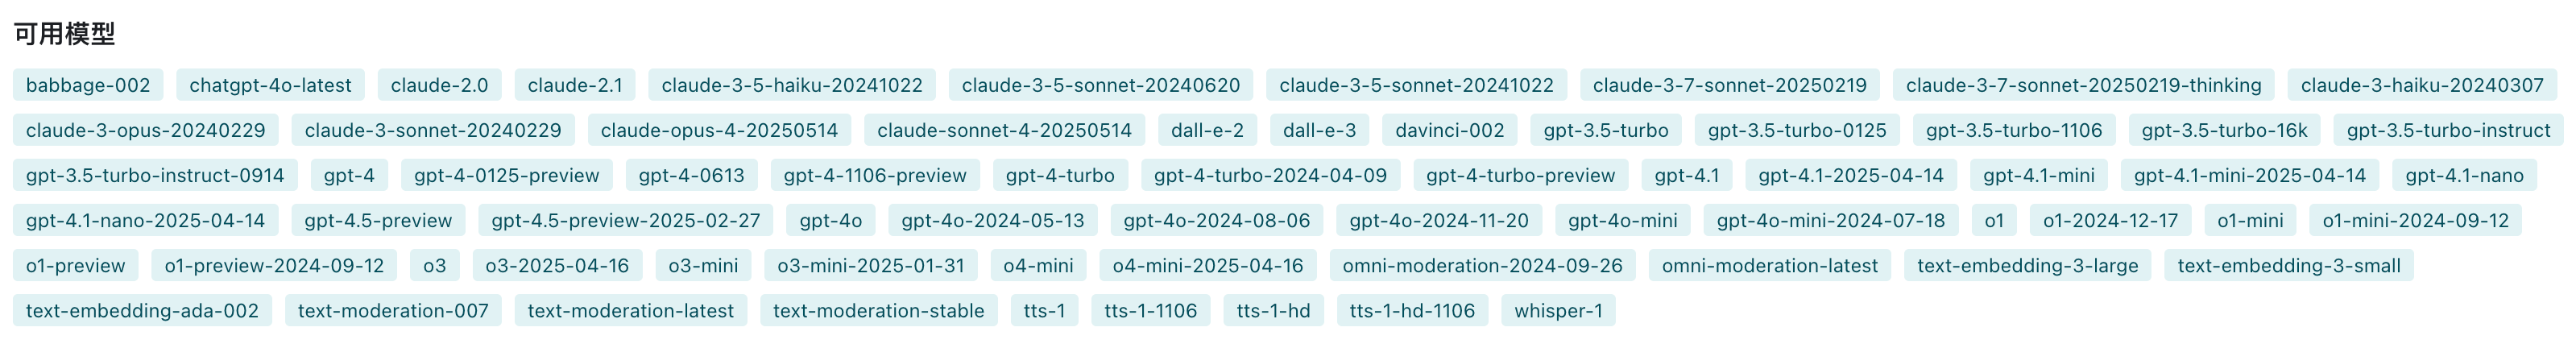 可用模型
babbage-002 chatgpt-4o-latest claude-2.0 claude-2.1 claude-3-5-haiku-20241022 claude-3-5-sonnet-20240620 claude-3-5-sonnet-20241022 claude-3-7-sonnet-20250219 claude-3-7-sonnet-20250219-thinking claude-3-haiku-20240307
claude-3-opus-20240229 claude-3-sonnet-20240229 claude-opus-4-20250514 claude-sonnet-4-20250514 dall-e-2 dall-e-3 davinci-002 gpt-3.5-turbo gpt-3.5-turbo-0125 gpt-3.5-turbo-1106 gpt-3.5-turbo-16k gpt-3.5-turbo-instruct
gpt-3.5-turbo-instruct-0914 gpt-4 gpt-4-0125-preview gpt-4-0613 gpt-4-1106-preview gpt-4-turbo gpt-4-turbo-2024-04-09 gpt-4-turbo-preview gpt-4.1 gpt-4.1-2025-04-14 gpt-4.1-mini gpt-4.1-mini-2025-04-14 gpt-4.1-nano
gpt-4.1-nano-2025-04-14 gpt-4.5-preview gpt-4.5-preview-2025-02-27 gpt-4o gpt-4o-2024-05-13 gpt-4o-2024-08-06 gpt-4o-2024-11-20 gpt-4o-mini gpt-4o-mini-2024-07-18 o1 o1-2024-12-17 o1-mini o1-mini-2024-09-12
o1-preview o1-preview-2024-09-12 o3 o3-2025-04-16 o3-mini o3-mini-2025-01-31 o4-mini o4-mini-2025-04-16 omni-moderation-2024-09-26 omni-moderation-latest text-embedding-3-large text-embedding-3-small
text-embedding-ada-002 text-moderation-007 text-moderation-latest text-moderation-stable tts-1 tts-1-1106 tts-1-hd tts-1-hd-1106 whisper-1